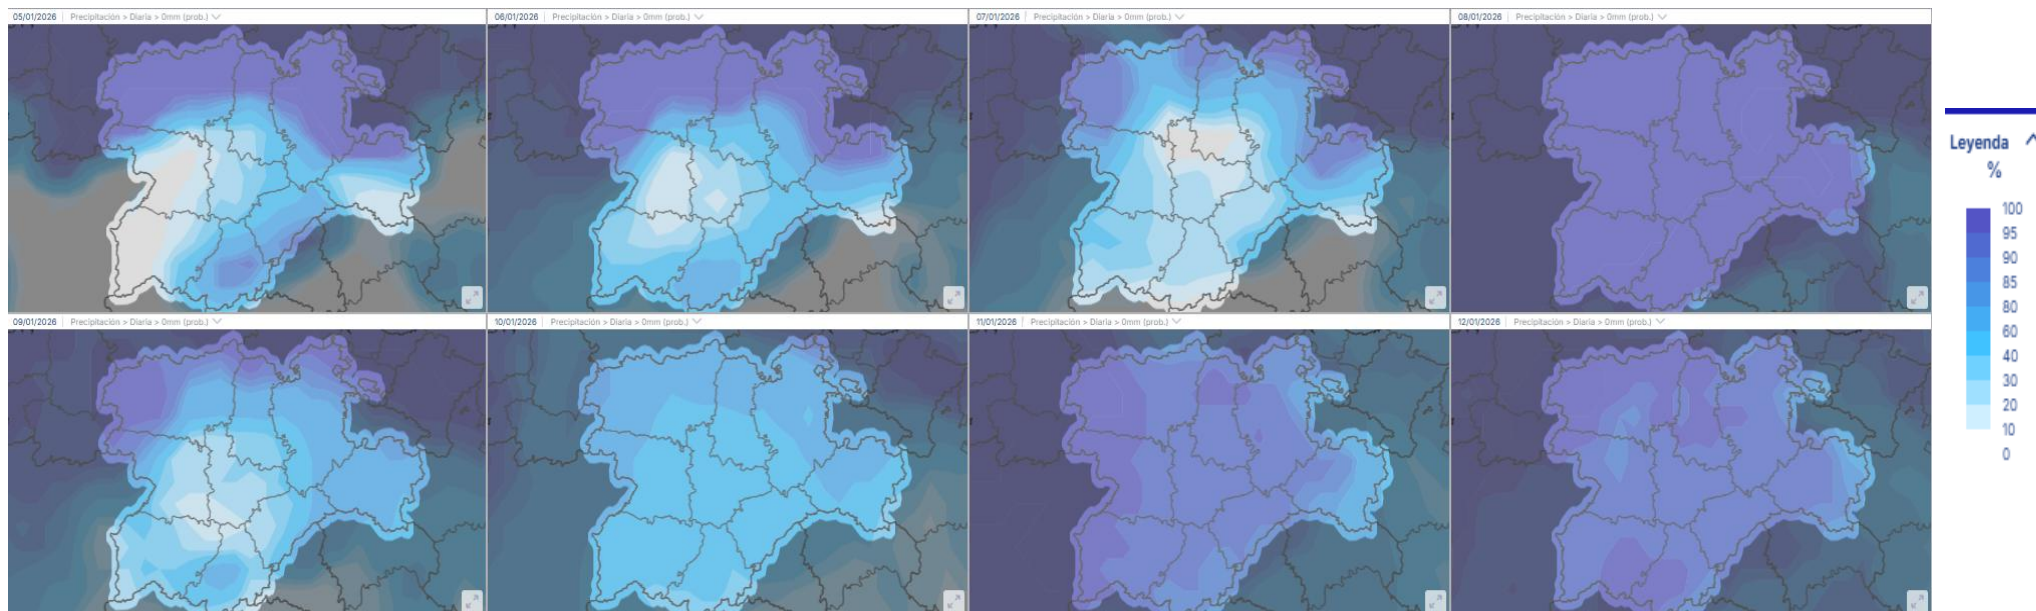 05/01/2026 Precipitación > Diaria > 0mm (prob.)
06/01/2026 Precipitación > Diaria > 0mm (prob.)
07/01/2026 Precipitación > Diaria > 0mm (prob.)
08/01/2026 Precipitación > Diaria > 0mm (prob.)
Leyenda
%
100
95
90
85
80
60
40
30
20
10
0
09/01/2026 Precipitación > Diaria > 0mm (prob.)
10/01/2026 Precipitación > Diaria > 0mm (prob.)
11/01/2026 Precipitación > Diaria > 0mm (prob.)
12/01/2026 Precipitación > Diaria > 0mm (prob.)